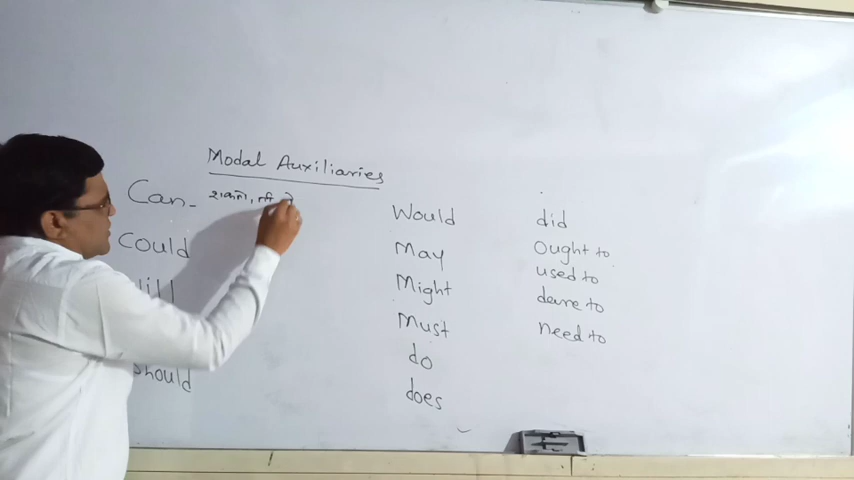 Modal Auxiliaries
Can -
Could
should
Would
May
Might
Must
do
does
did
Ought to
used to
dare to
need to